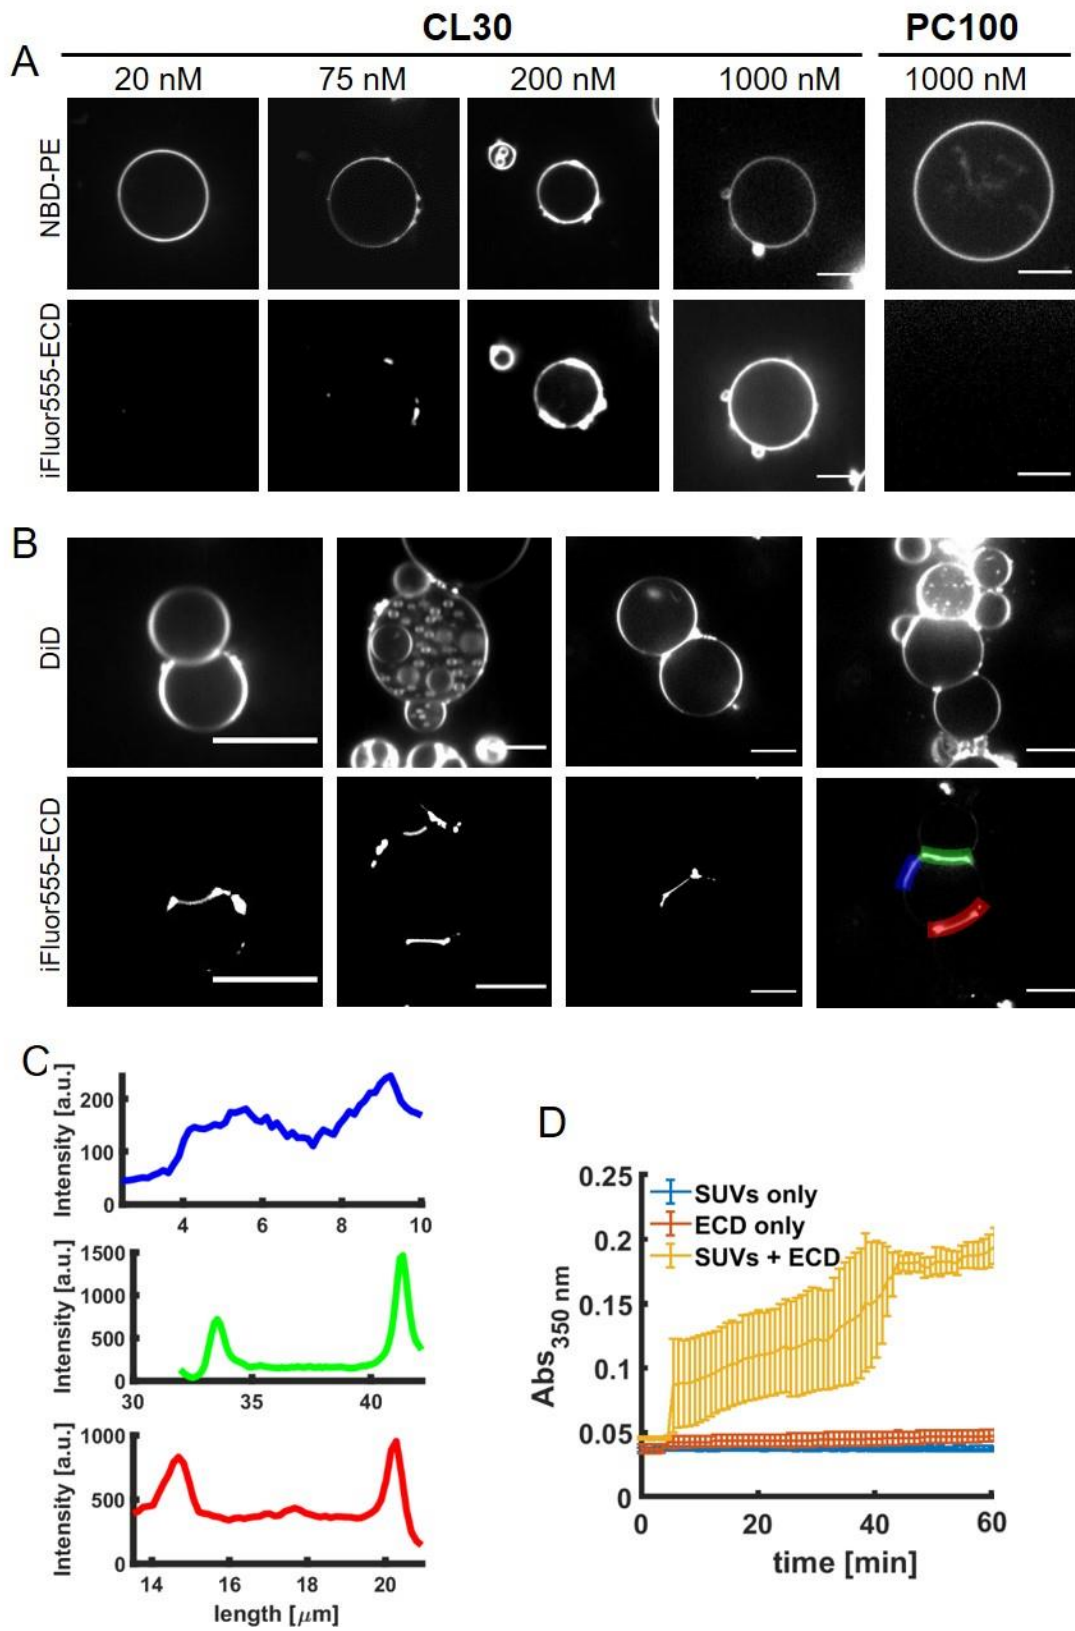 CL30 PC100
A
20 nM 75 nM 200 nM 1000 nM 1000 nM
NBD-PE
iFluor555-ECD
B
DiD
iFluor555-ECD
C
Intensity [a.u.]
200
100
0
4 6 8 10
Intensity [a.u.]
1500
1000
500
0
30 35 40
Intensity [a.u.]
1000
500
0
14 16 18 20
length [μm]
D
Abs350 nm
0.25
0.2
0.15
0.1
0.05
0
SUVs only
ECD only
SUVs + ECD
0 20 40 60
time [min]